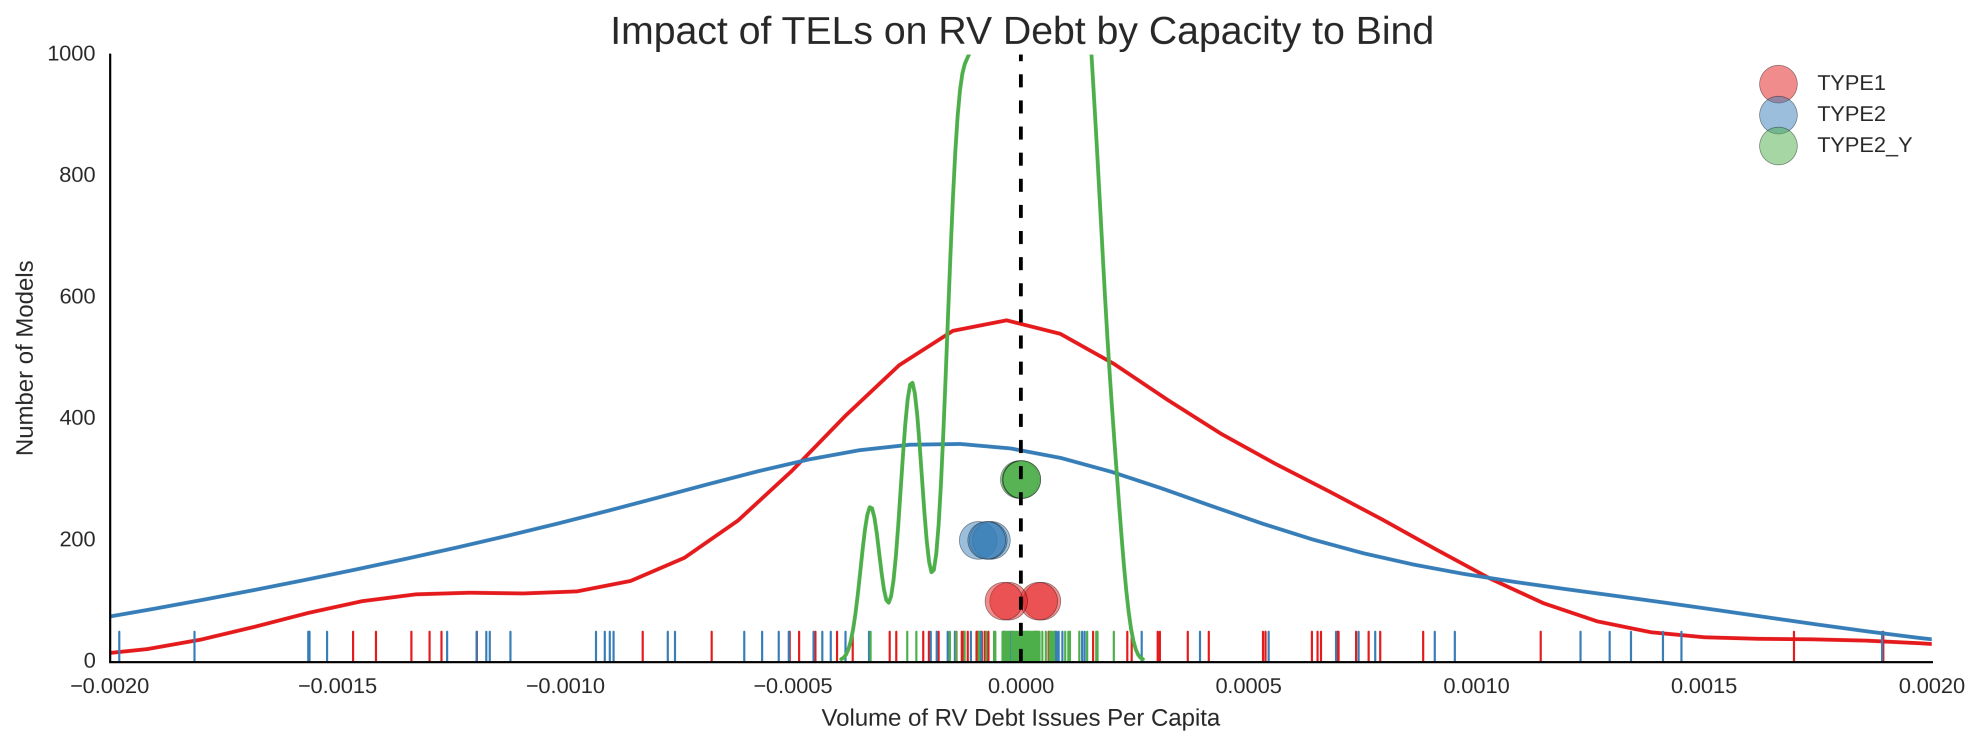 Impact of TELs on RV Debt by Capacity to Bind
1000
800
600
400
200
0
Number of Models
TYPE1
TYPE2
TYPE2_Y
−0.0020 −0.0015 −0.0010 −0.0005 0.0000 0.0005 0.0010 0.0015 0.0020
Volume of RV Debt Issues Per Capita